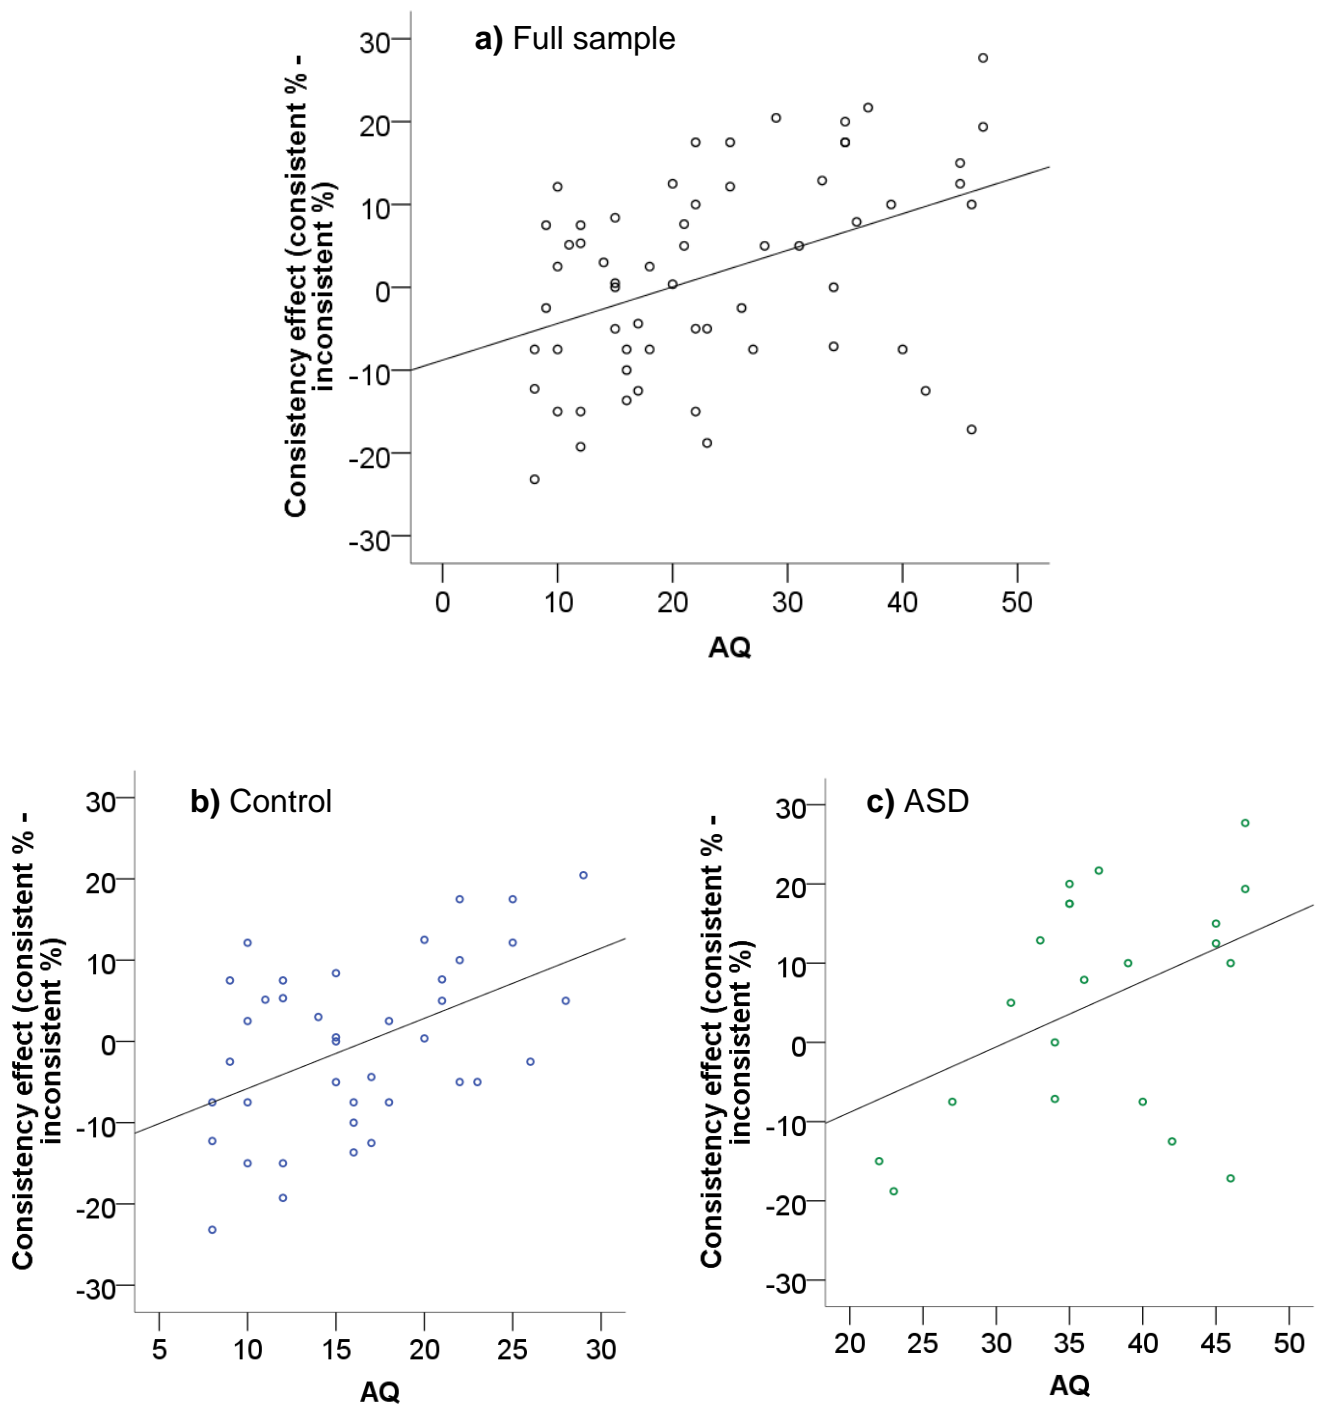 a) Full sample
Consistency effect (consistent % -
inconsistent %)
30
20
10
0
-10
-20
-30
0 10 20 30 40 50
AQ
b) Control
Consistency effect (consistent % -
inconsistent %)
30
20
10
0
-10
-20
-30
5 10 15 20 25 30
AQ
c) ASD
Consistency effect (consistent % -
inconsistent %)
30
20
10
0
-10
-20
-30
20 25 30 35 40 45 50
AQ